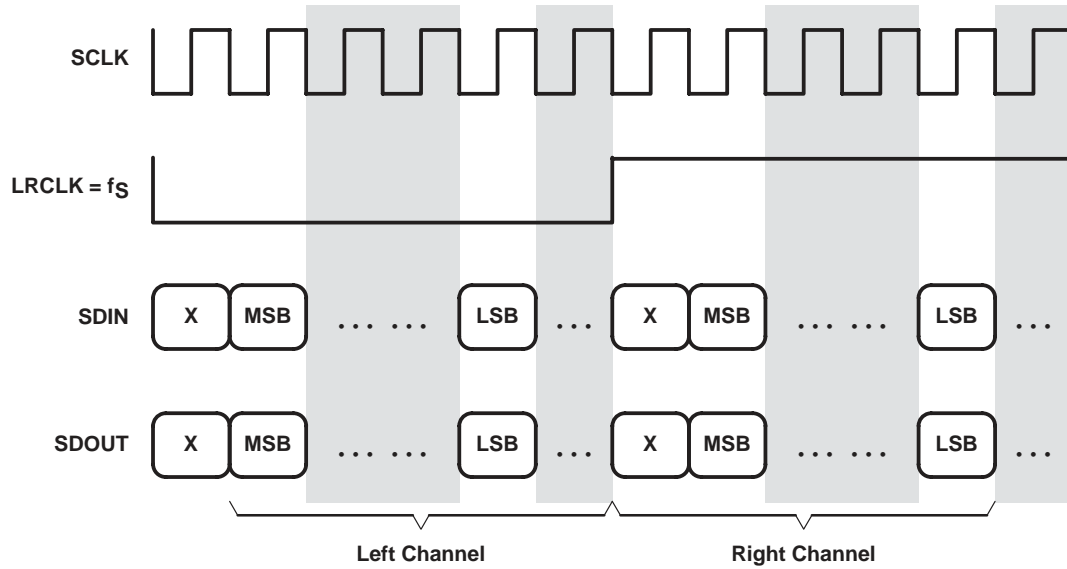 SCLK
LRCLK = fS
SDIN X MSB ... ... LSB ... X MSB ... ... LSB ...
SDOUT X MSB ... ... LSB ... X MSB ... ... LSB ...
Left Channel Right Channel